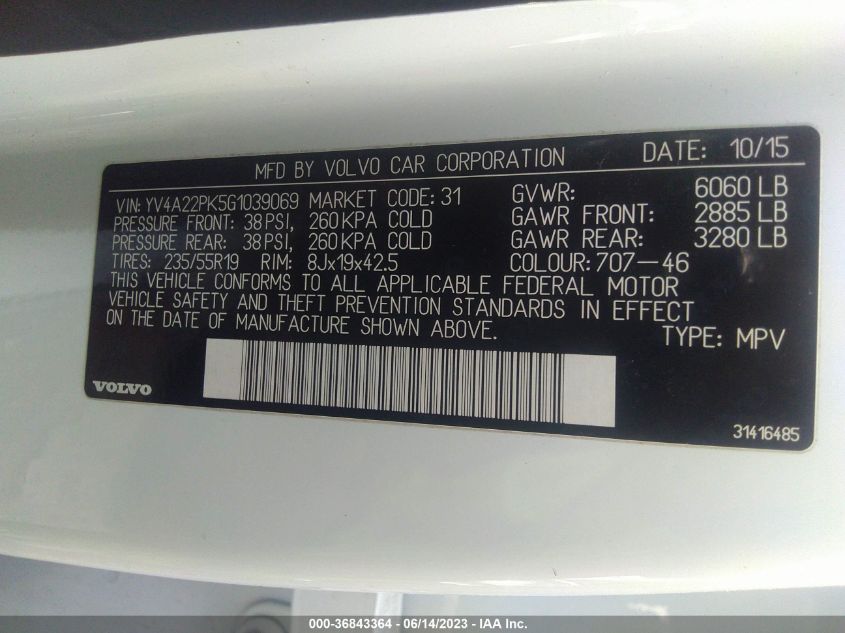 MFD BY VOLVO CAR CORPORATION DATE: 10/15
VIN: YV4A22PK5G1039069 MARKET CODE: 31 GVWR: 6060 LB
PRESSURE FRONT: 38 PSI, 260 KPA COLD GAWR FRONT: 2885 LB
PRESSURE REAR: 38 PSI, 260 KPA COLD GAWR REAR: 3280 LB
TIRES: 235/55R19 RIM: 8Jx19x42.5 COLOUR: 707-46
THIS VEHICLE CONFORMS TO ALL APPLICABLE FEDERAL MOTOR
VEHICLE SAFETY AND THEFT PREVENTION STANDARDS IN EFFECT
ON THE DATE OF MANUFACTURE SHOWN ABOVE. TYPE: MPV
VOLVO
31416485
000-36843364 - 06/14/2023 - IAA Inc.